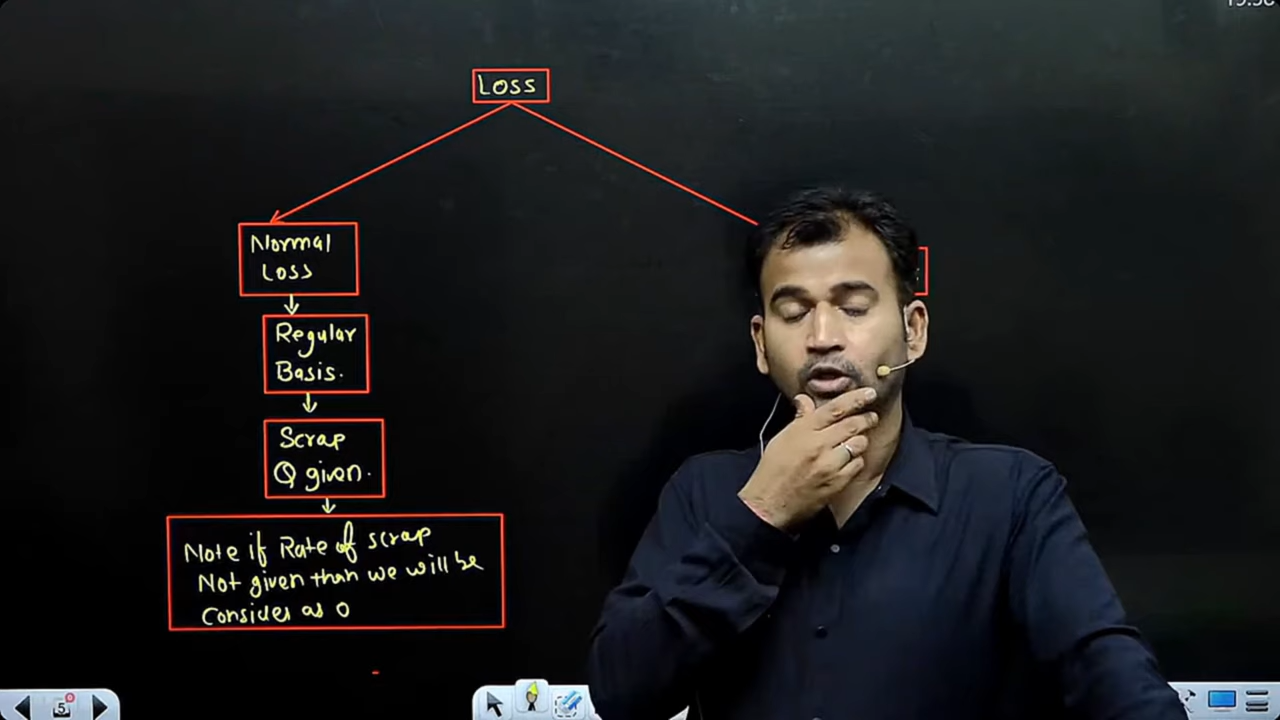 Loss
Normal
Loss
Regular
Basis.
Scrap
Q given.
Note if Rate of scrap
Not given than we will be
Consider as 0
5